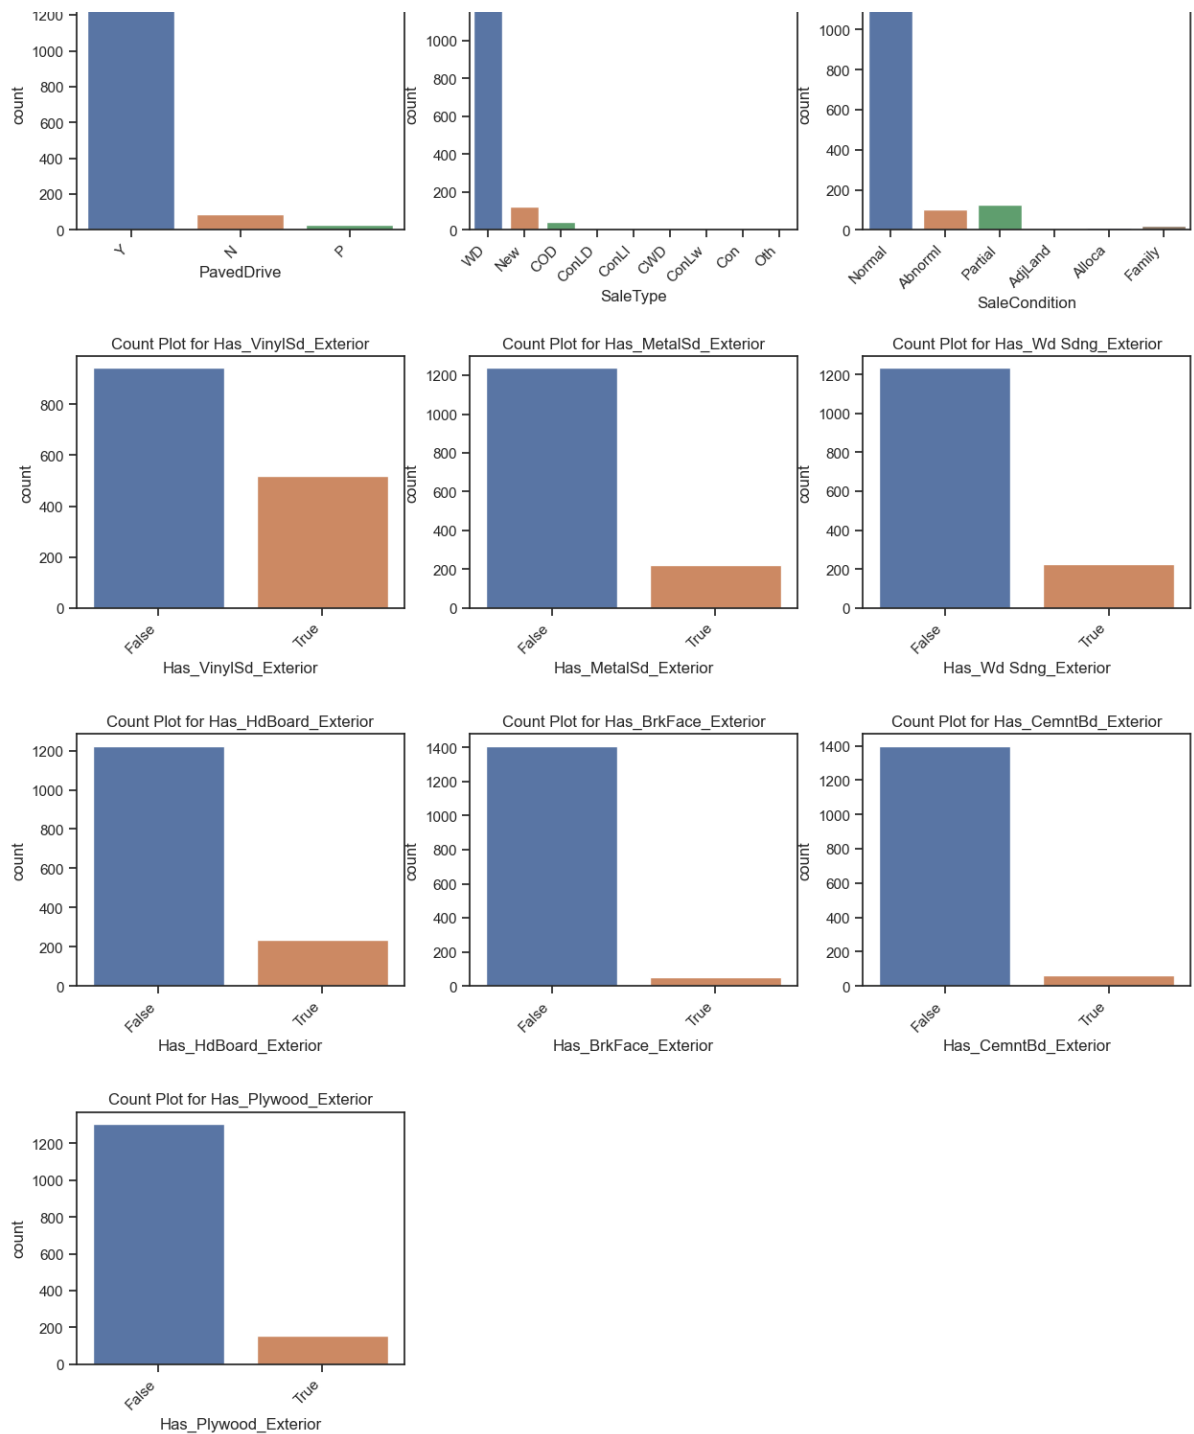 1200
1000
800
600
400
200
0
count
Y
N
P
PavedDrive
1000
800
600
400
200
0
count
WD
New
COD
ConLD
ConLI
CWD
ConLw
Con
Oth
SaleType
1000
800
600
400
200
0
count
Normal
Abnorml
Partial
AdjLand
Alloca
Family
SaleCondition
Count Plot for Has_VinylSd_Exterior
800
600
400
200
0
count
False
True
Has_VinylSd_Exterior
Count Plot for Has_MetalSd_Exterior
1200
1000
800
600
400
200
0
count
False
True
Has_MetalSd_Exterior
Count Plot for Has_Wd Sdng_Exterior
1200
1000
800
600
400
200
0
count
False
True
Has_Wd Sdng_Exterior
Count Plot for Has_HdBoard_Exterior
1200
1000
800
600
400
200
0
count
False
True
Has_HdBoard_Exterior
Count Plot for Has_BrkFace_Exterior
1400
1200
1000
800
600
400
200
0
count
False
True
Has_BrkFace_Exterior
Count Plot for Has_CemntBd_Exterior
1400
1200
1000
800
600
400
200
0
count
False
True
Has_CemntBd_Exterior
Count Plot for Has_Plywood_Exterior
1200
1000
800
600
400
200
0
count
False
True
Has_Plywood_Exterior